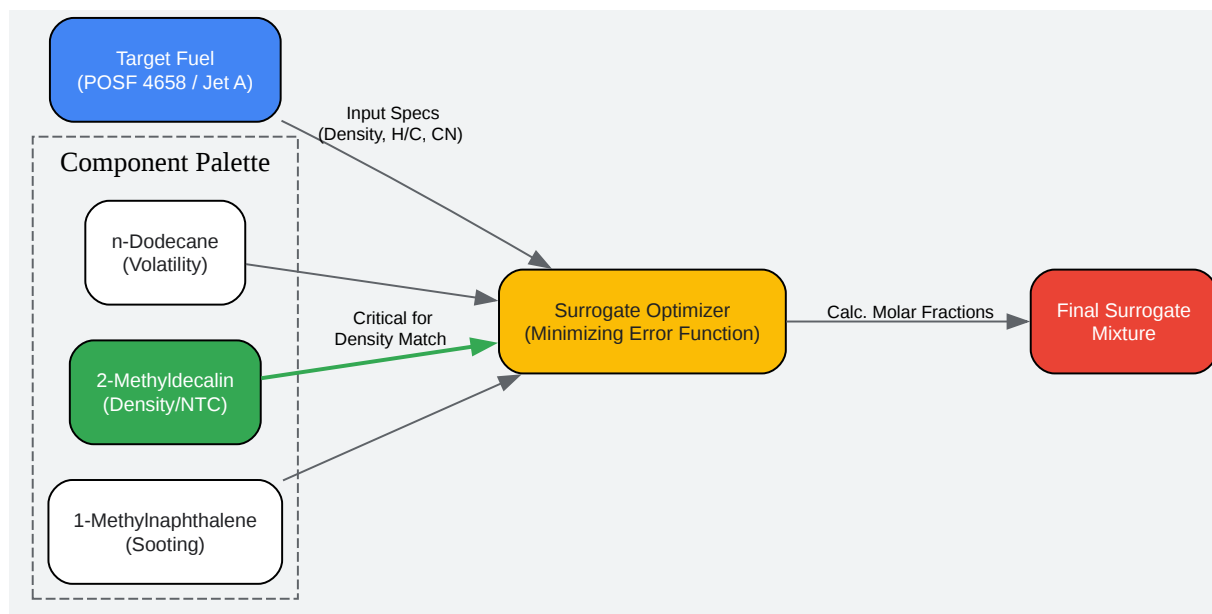 Target Fuel
(POSF 4658 / Jet A)
Input Specs
(Density, H/C, CN)
Component Palette
n-Dodecane
(Volatility)
Critical for
Density Match
2-Methyldecalin
(Density/NTC)
1-Methylnaphthalene
(Sooting)
Surrogate Optimizer
(Minimizing Error Function)
Calc. Molar Fractions
Final Surrogate
Mixture